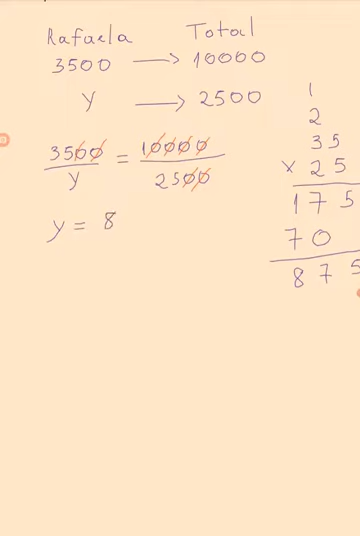 Rafaela Total
3500 → 10000
y → 2500
3500/y = 10000/2500
y = 8
1
2
35
× 25
175
70
875